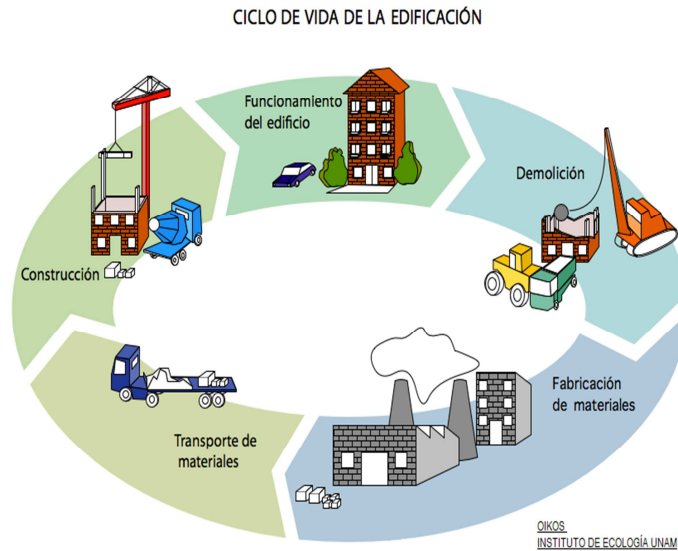 CICLO DE VIDA DE LA EDIFICACIÓN
Funcionamiento
del edificio
Demolición
Construcción
Fabricación
de materiales
Transporte de
materiales
OIKOS
INSTITUTO DE ECOLOGÍA UNAM